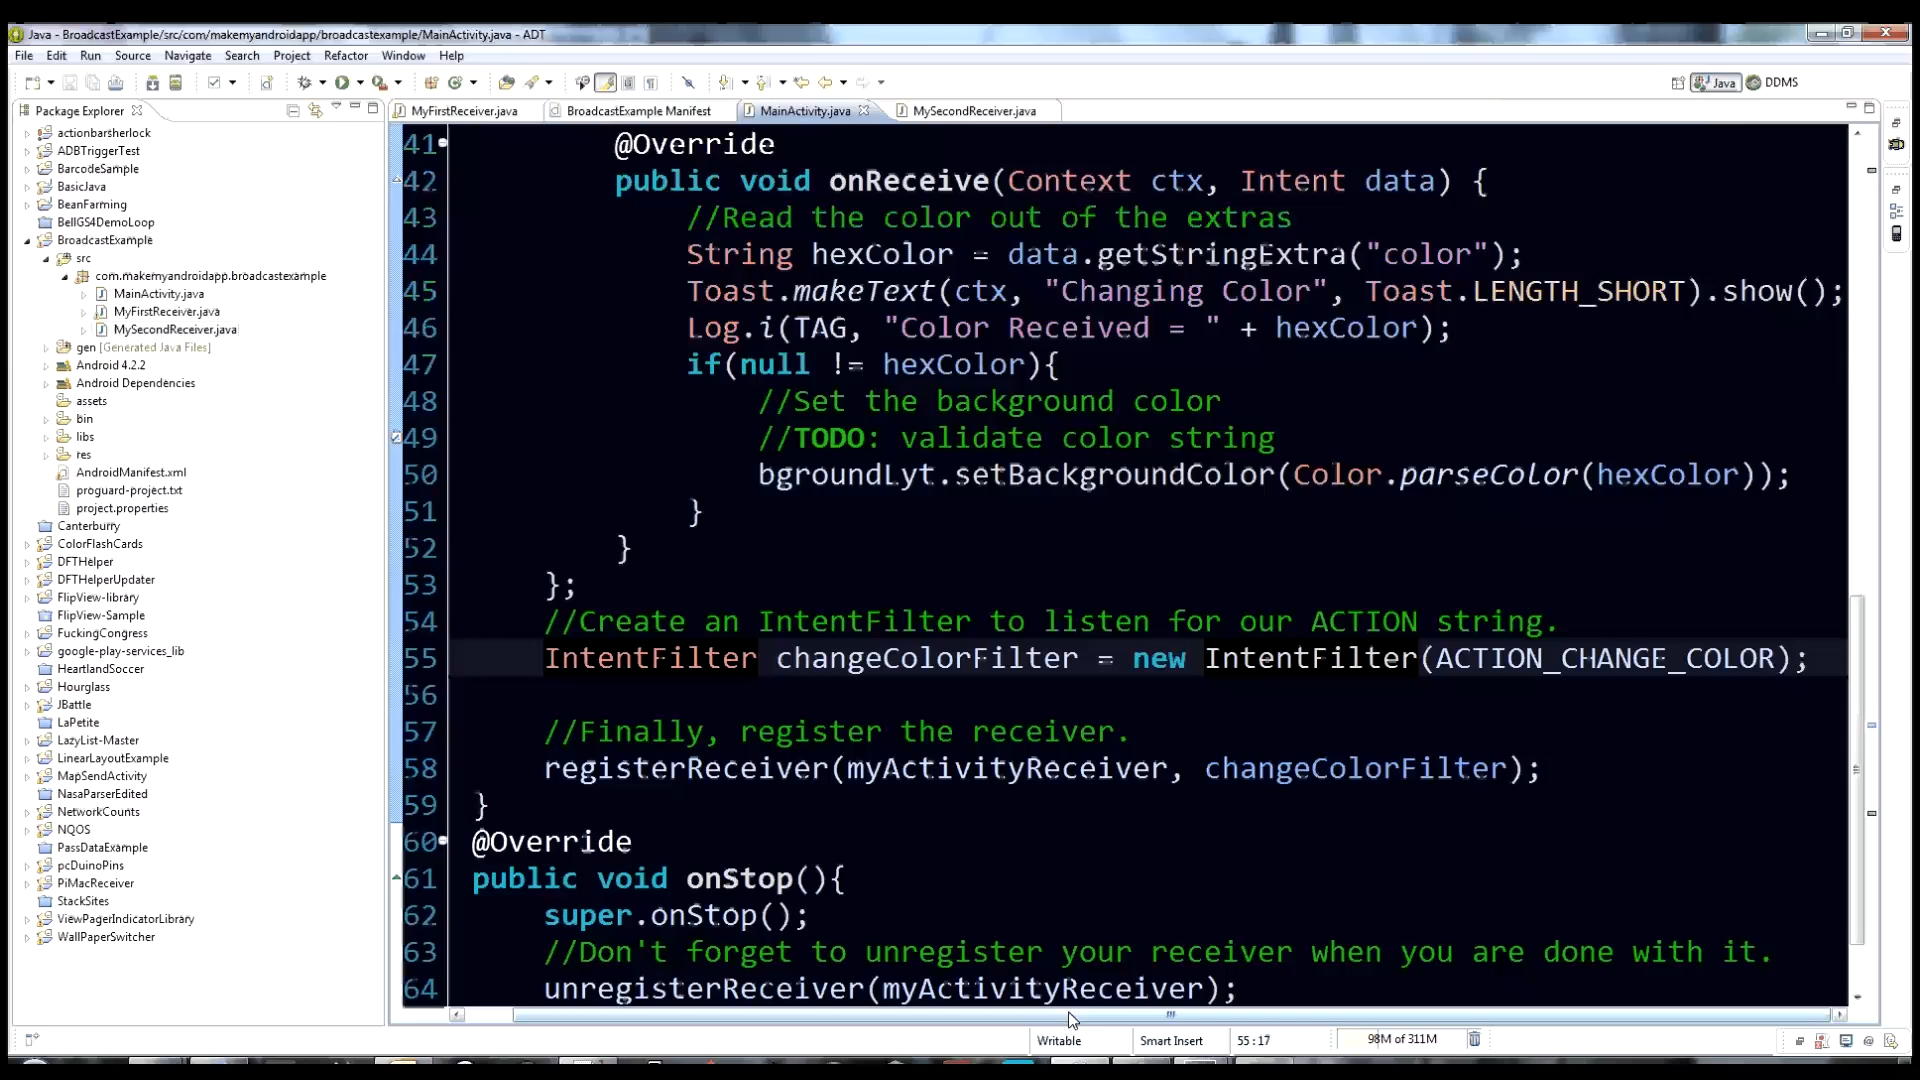 Java - BroadcastExample/src/com/makemyandroidapp/broadcastexample/MainActivity.java - ADT
File Edit Run Source Navigate Search Project Refactor Window Help
Java DDMS
Package Explorer
actionbarsherlock
ADBTriggerTest
BarcodeSample
BasicJava
BeanFarming
BellGS4DemoLoop
BroadcastExample
src
com.makemyandroidapp.broadcastexample
MainActivity.java
MyFirstReceiver.java
MySecondReceiver.java
gen [Generated Java Files]
Android 4.2.2
Android Dependencies
assets
bin
libs
res
AndroidManifest.xml
proguard-project.txt
project.properties
Canterburry
ColorFlashCards
DFTHelper
DFTHelperUpdater
FlipView-library
FlipView-Sample
FuckingCongress
google-play-services_lib
HeartlandSoccer
Hourglass
JBattle
LaPetite
LazyList-Master
LinearLayoutExample
MapSendActivity
NasaParserEdited
NetworkCounts
NQOS
PassDataExample
pcDuinoPins
PiMacReceiver
StackSites
ViewPagerIndicatorLibrary
WallPaperSwitcher
MyFirstReceiver.java BroadcastExample Manifest MainActivity.java MySecondReceiver.java
41 @Override
42 public void onReceive(Context ctx, Intent data) {
43 //Read the color out of the extras
44 String hexColor = data.getStringExtra("color");
45 Toast.makeText(ctx, "Changing Color", Toast.LENGTH_SHORT).show();
46 Log.i(TAG, "Color Received = " + hexColor);
47 if(null != hexColor){
48 //Set the background color
49 //TODO: validate color string
50 bgroundLyt.setBackgroundColor(Color.parseColor(hexColor));
51 }
52 }
53 };
54 //Create an IntentFilter to listen for our ACTION string.
55 IntentFilter changeColorFilter = new IntentFilter(ACTION_CHANGE_COLOR);
56
57 //Finally, register the receiver.
58 registerReceiver(myActivityReceiver, changeColorFilter);
59 }
60 @Override
61 public void onStop(){
62 super.onStop();
63 //Don't forget to unregister your receiver when you are done with it.
64 unregisterReceiver(myActivityReceiver);
Writable Smart Insert 55 : 17 98M of 311M